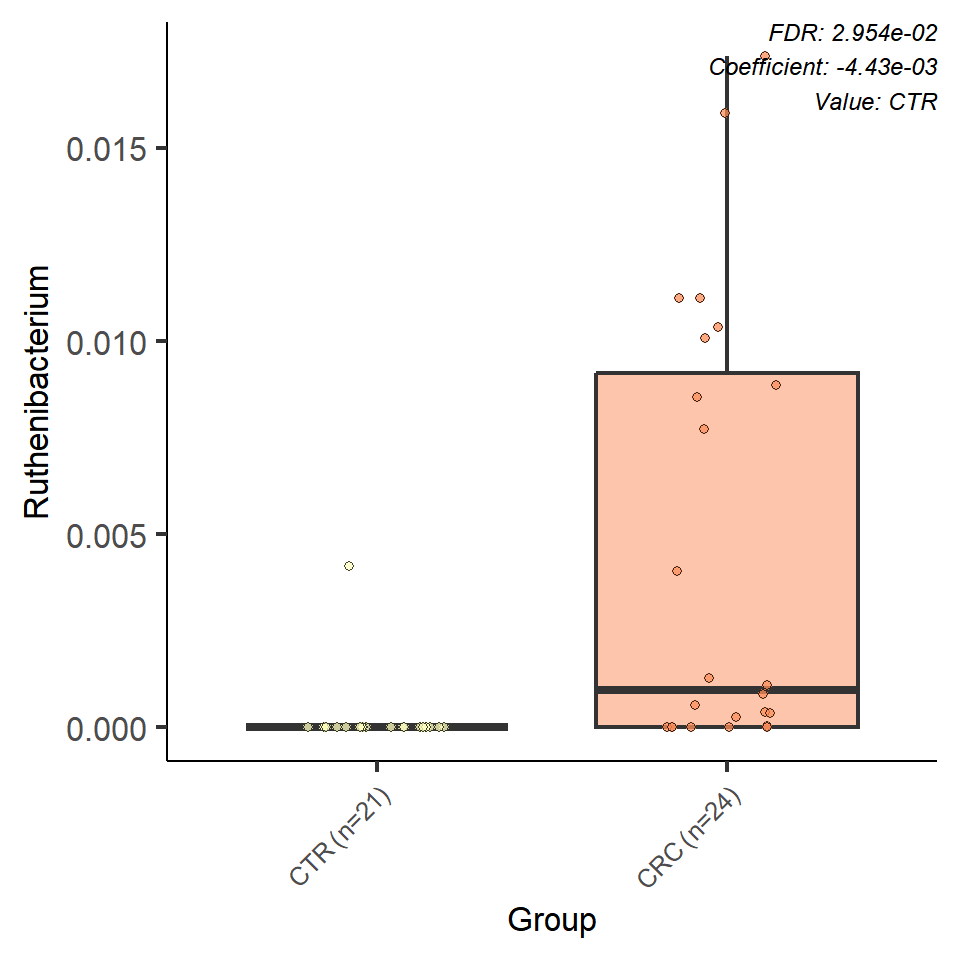 FDR: 2.954e-02
Coefficient: -4.43e-03
Value: CTR
0.015
0.010
0.005
0.000
Ruthenibacterium
CTR (n=21)
CRC (n=24)
Group